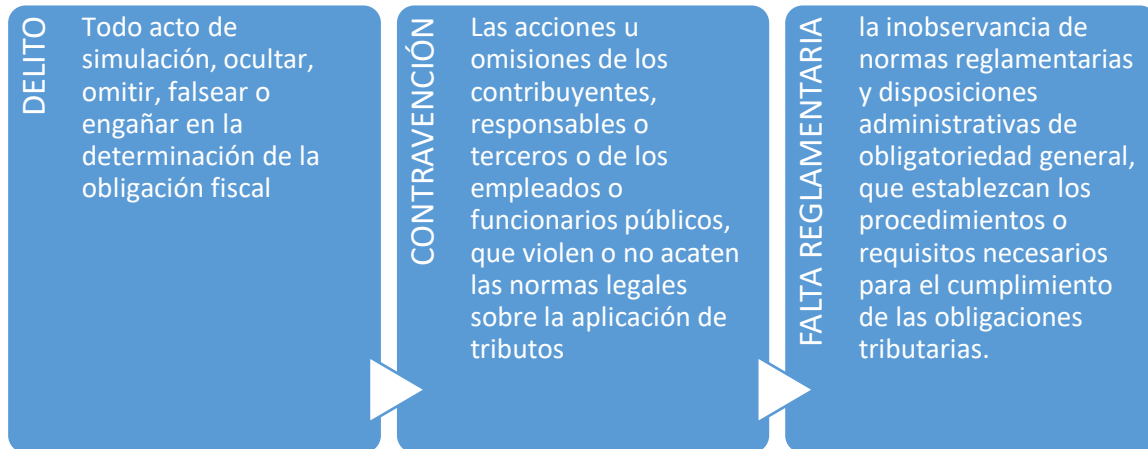 DELITO
Todo acto de
simulación, ocultar,
omitir, falsear o
engañar en la
determinación de la
obligación fiscal
CONTRAVENCIÓN
Las acciones u
omisiones de los
contribuyentes,
responsables o
terceros o de los
empleados o
funcionarios públicos,
que violen o no acaten
las normas legales
sobre la aplicación de
tributos
FALTA REGLAMENTARIA
la inobservancia de
normas reglamentarias
y disposiciones
administrativas de
obligatoriedad general,
que establezcan los
procedimientos o
requisitos necesarios
para el cumplimiento
de las obligaciones
tributarias.